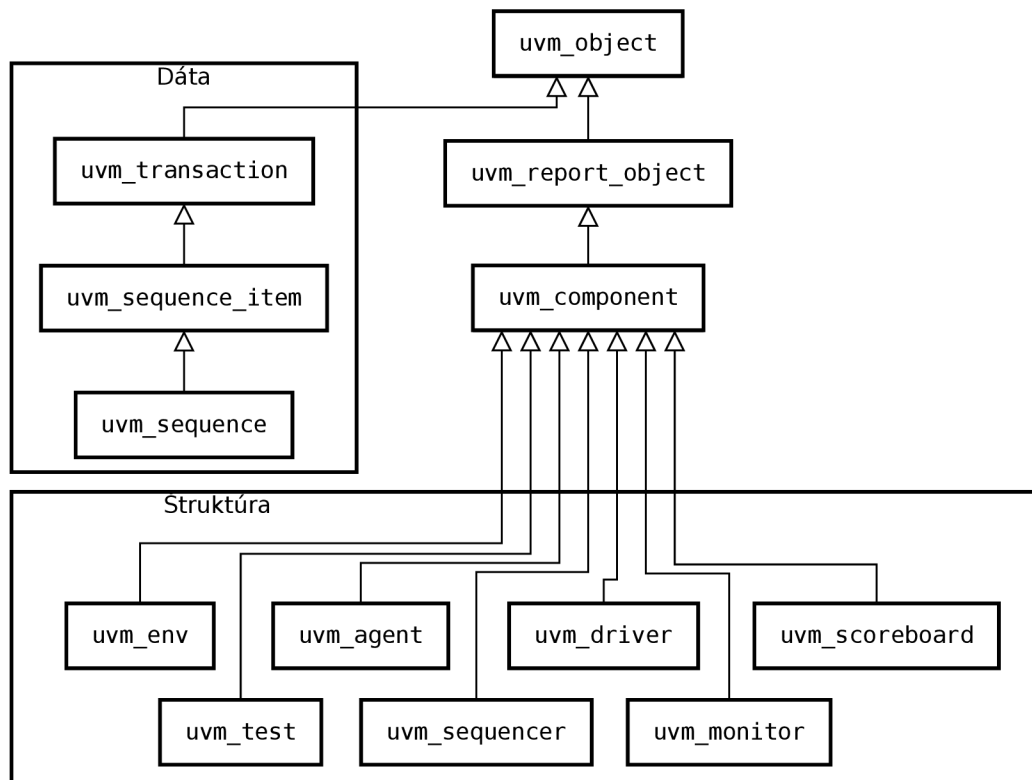 uvm_object
Dáta
uvm_transaction
uvm_report_object
uvm_sequence_item
uvm_component
uvm_sequence
Štruktúra
uvm_env
uvm_agent
uvm_driver
uvm_scoreboard
uvm_test
uvm_sequencer
uvm_monitor